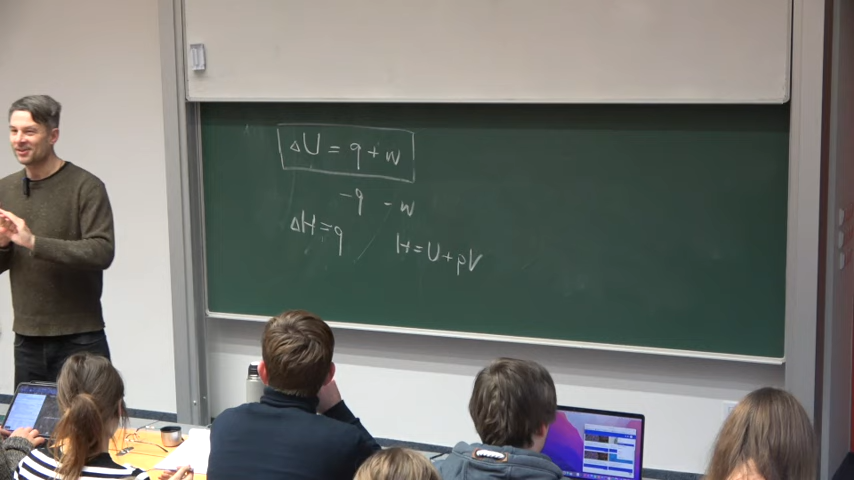 ΔU = q + w
-q -w
ΔH = q
H = U + pV